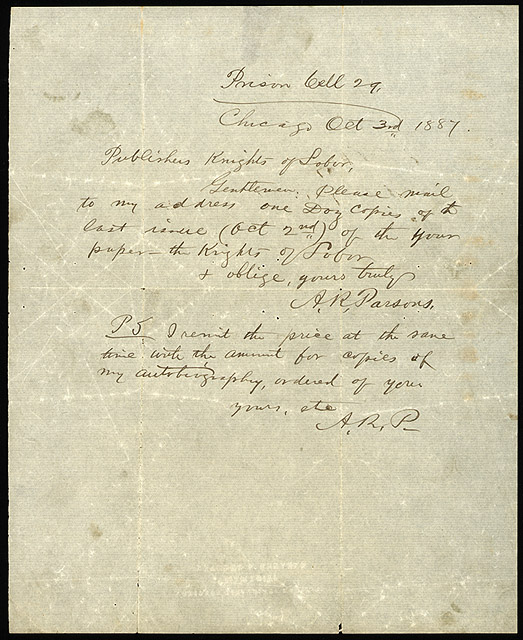 Prison Cell 29,
Chicago Oct 3rd 1887.
Publishers Knights of Labor,
Gentlemen: Please mail
to my address one Doz Copies of th
last issue (Oct 2nd) of the your
paper - the Knights of Labor
& oblige, yours truly
A. R. Parsons.
P.S. I remit the price at the same
time with the amount for copies of
my autobiography, ordered of you
yours, etc
A. R. P.